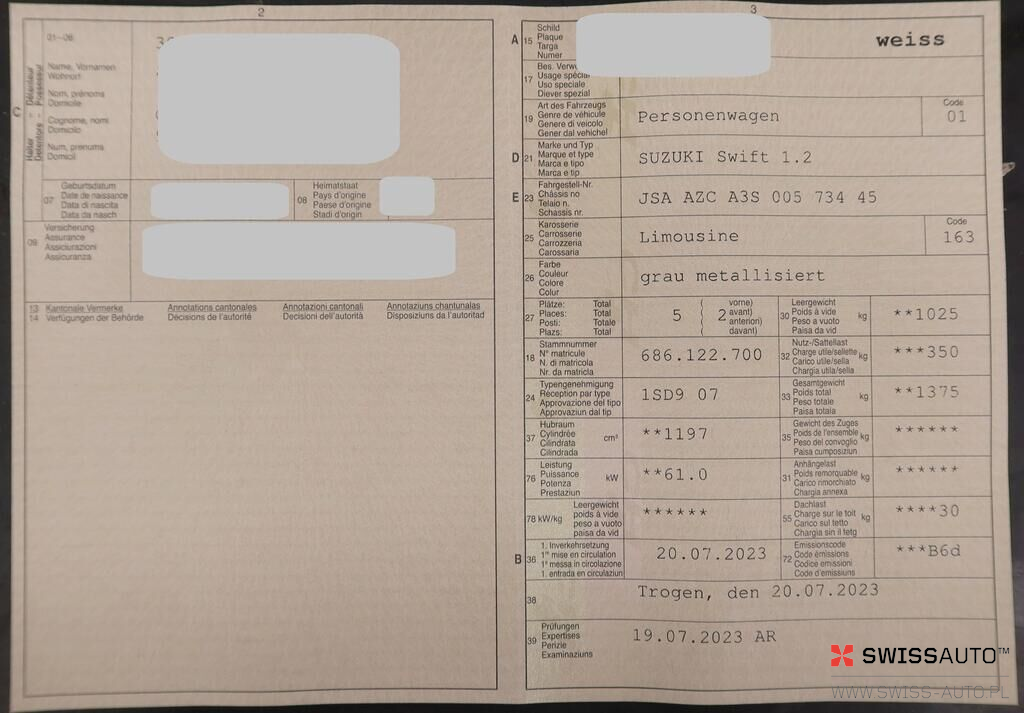 2
01–06
Halter – Détenteur
Detentore – Possessur
C
Name, Vornamen
Wohnort
Nom, prénoms
Domicile
Cognome, nomi
Domicilio
Num, prenums
Domicil
07
Geburtsdatum
Date de naissance
Data di nascita
Data da nasch
08
Heimatstaat
Pays d'origine
Paese d'origine
Stadi d'origin
09
Versicherung
Assurance
Assicurazioni
Assicuranza
13 Kantonale Vermerke Annotations cantonales Annotazioni cantonali Annotaziuns chantunalas
14 Verfügungen der Behörde Décisions de l'autorité Decisioni dell'autorità Disposiziuns da l'autoritad
3
A 15
Schild
Plaque
Targa
Numer
weiss
17
Usage spécial
Uso speciale
Diever spezial
19
Art des Fahrzeugs
Genre de véhicule
Genere di veicolo
Gener dal vehichel
Personenwagen
Code
01
D 21
Marke und Typ
Marque et type
Marca e tipo
Marca e tip
SUZUKI Swift 1.2
E 23
Fahrgestell-Nr.
Châssis no
Telaio n.
Schassis nr.
JSA AZC A3S 005 734 45
25
Karosserie
Carrosserie
Carrozzeria
Carossaria
Limousine
Code
163
26
Farbe
Couleur
Colore
Colur
grau metallisiert
27
Plätze: Total
Places: Total
Posti: Totale
Plazs: Total
5
2
( vorne)
( avant)
( anteriori)
( davant)
30
Leergewicht
Poids à vide
Peso a vuoto
Paisa da vid
kg
**1025
18
Stammnummer
N° matricule
N. di matricola
Nr. da matricla
686.122.700
32
Nutz-/Sattellast
Charge utile/sellette
Carico utile/sella
Chargia utila/sella
kg
***350
24
Typengenehmigung
Réception par type
Approvazione del tipo
Approvaziun dal tip
1SD9 07
33
Gesamtgewicht
Poids total
Peso totale
Paisa totala
kg
**1375
37
Hubraum
Cylindrée
Cilindrata
Cilindrada
cm³
**1197
35
Gewicht des Zuges
Poids de l'ensemble
Peso del convoglio
Paisa cumposiziun
kg
******
76
Leistung
Puissance
Potenza
Prestaziun
kW
**61.0
31
Anhängelast
Poids remorquable
Carico rimorchiato
Chargia annexa
kg
******
78 kW/kg
Leergewicht
poids à vide
peso a vuoto
paisa da vid
******
55
Dachlast
Charge sur le toit
Carico sul tetto
Chargia sin il tetg
kg
****30
B 36
1. Inverkehrsetzung
1re mise en circulation
1a messa in circolazione
1. entrada en circulaziun
20.07.2023
72
Emissionscode
Code émissions
Codice emissioni
Code d'emissiuns
***B6d
38
Trogen, den 20.07.2023
39
Prüfungen
Expertises
Perizie
Examinaziuns
19.07.2023 AR
SWISSAUTO™
WWW.SWISS-AUTO.PL